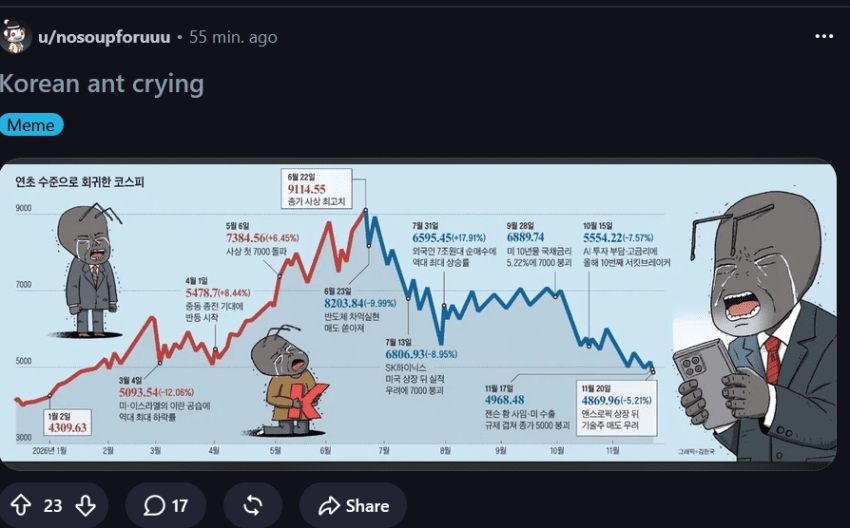 u/nosoupforuuu • 55 min. ago
Korean ant crying
Meme
연초 수준으로 회귀한 코스피
9000
7000
5000
3000
1월 2일
4309.63
3월 4일
5093.54(-12.06%)
미·이스라엘의 이란 공습에
역대 최대 하락률
4월 1일
5478.7(+8.44%)
중동 종전 기대에
반등 시작
5월 6일
7384.56(+6.45%)
사상 첫 7000 돌파
6월 22일
9114.55
종가 사상 최고치
6월 23일
8203.84(-9.99%)
반도체 차익실현
매도 쏟아져
7월 13일
6806.93(-8.95%)
SK하이닉스
미국 상장 뒤 실적
우려에 7000 붕괴
7월 31일
6595.45(+17.91%)
외국인 7조원대 순매수에
역대 최대 상승률
9월 28일
6889.74
미 10년물 국채금리
5.22%에 7000 붕괴
10월 15일
5554.22(-7.57%)
AI 투자 부담·고금리에
올해 10번째 서킷브레이커
11월 17일
4968.48
젠슨 황 사임·미 수출
규제 겹쳐 종가 5000 붕괴
11월 20일
4869.96(-5.21%)
앤스로픽 상장 뒤
기술주 매도 우려
K
2026년 1월
2월
3월
4월
5월
6월
7월
8월
9월
10월
11월
그래픽=김현국
23
17
Share